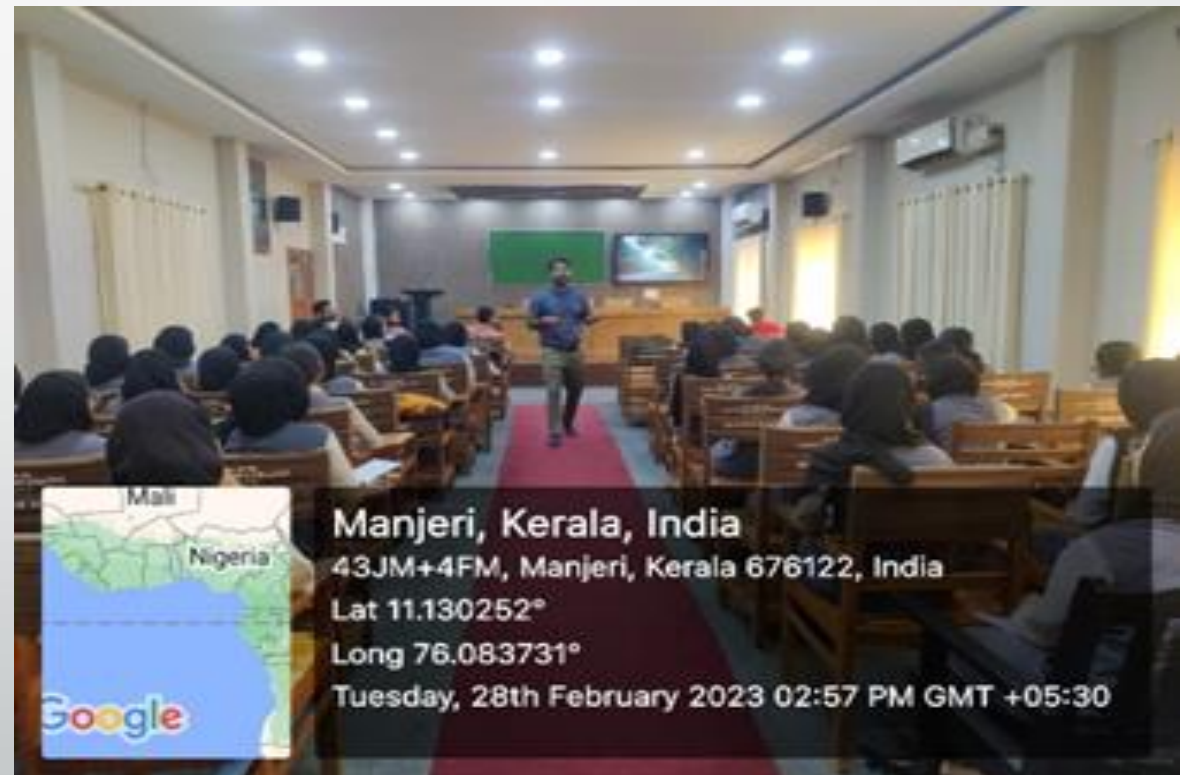 Mali
Nigeria
Google
Manjeri, Kerala, India
43JM+4FM, Manjeri, Kerala 676122, India
Lat 11.130252°
Long 76.083731°
Tuesday, 28th February 2023 02:57 PM GMT +05:30